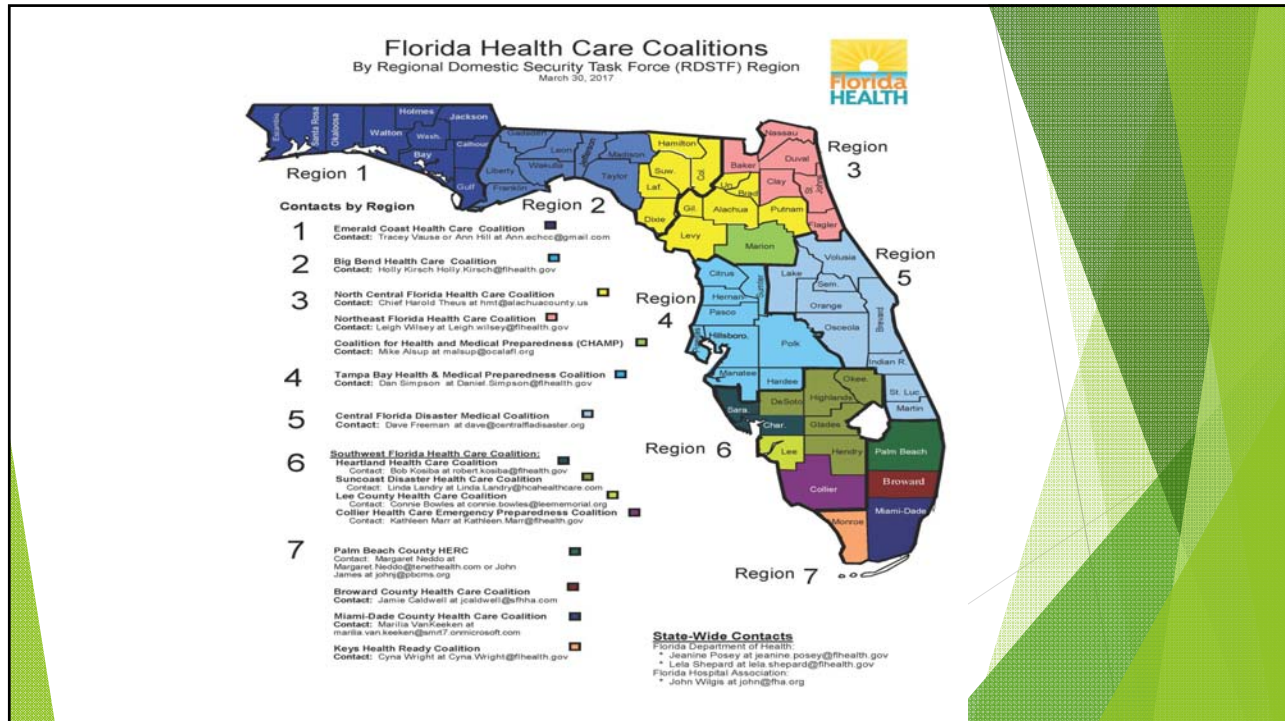 Florida Health Care Coalitions
By Regional Domestic Security Task Force (RDSTF) Region
March 30, 2017
Florida
HEALTH
Escambia
Santa Rosa
Okaloosa
Walton
Holmes
Wash.
Bay
Jackson
Calhoun
Gulf
Region 1
Gadsden
Liberty
Franklin
Leon
Wakulla
Jefferson
Madison
Taylor
Region 2
Hamilton
Suw.
Laf.
Dixie
Col.
Baker
Un.
Brad.
Gil.
Alachua
Putnam
Levy
Marion
Nassau
Duval
Clay
St. Johns
Flagler
Region
3
Citrus
Hernan.
Pasco
Sumter
Hillsboro.
Polk
Manatee
Hardee
Region
4
Volusia
Lake
Sem.
Orange
Osceola
Brevard
Indian R.
St. Luc.
Martin
Region
5
Okee.
Highlands
DeSoto
Sara.
Char.
Glades
Lee
Hendry
Collier
Region 6
Palm Beach
Broward
Miami-Dade
Monroe
Region 7
Contacts by Region
1
Emerald Coast Health Care Coalition
Contact: Tracey Vause or Ann Hill at Ann.echcc@gmail.com
2
Big Bend Health Care Coalition
Contact: Holly Kirsch Holly.Kirsch@flhealth.gov
3
North Central Florida Health Care Coalition
Contact: Chief Harold Theus at hmt@alachuacounty.us
Northeast Florida Health Care Coalition
Contact: Leigh Wilsey at Leigh.wilsey@flhealth.gov
Coalition for Health and Medical Preparedness (CHAMP)
Contact: Mike Alsup at malsup@ocalafl.org
4
Tampa Bay Health & Medical Preparedness Coalition
Contact: Dan Simpson at Daniel.Simpson@flhealth.gov
5
Central Florida Disaster Medical Coalition
Contact: Dave Freeman at dave@centralfladisaster.org
6
Southwest Florida Health Care Coalition:
Heartland Health Care Coalition
Contact: Bob Kosiba at robert.kosiba@flhealth.gov
Suncoast Disaster Health Care Coalition
Contact: Linda Landry at Linda.Landry@hcahealthcare.com
Lee County Health Care Coalition
Contact: Connie Bowles at connie.bowles@leememorial.org
Collier Health Care Emergency Preparedness Coalition
Contact: Kathleen Marr at Kathleen.Marr@flhealth.gov
7
Palm Beach County HERC
Contact: Margaret Neddo at
Margaret.Neddo@tenethealth.com or John
James at johnj@pbcms.org
Broward County Health Care Coalition
Contact: Jamie Caldwell at jcaldwell@sfhha.com
Miami-Dade County Health Care Coalition
Contact: Marilia VanKeeken at
marilia.van.keeken@smrt7.onmicrosoft.com
Keys Health Ready Coalition
Contact: Cyna Wright at Cyna.Wright@flhealth.gov
State-Wide Contacts
Florida Department of Health:
* Jeanine Posey at jeanine.posey@flhealth.gov
* Lela Shepard at lela.shepard@flhealth.gov
Florida Hospital Association:
* John Wilgis at john@fha.org